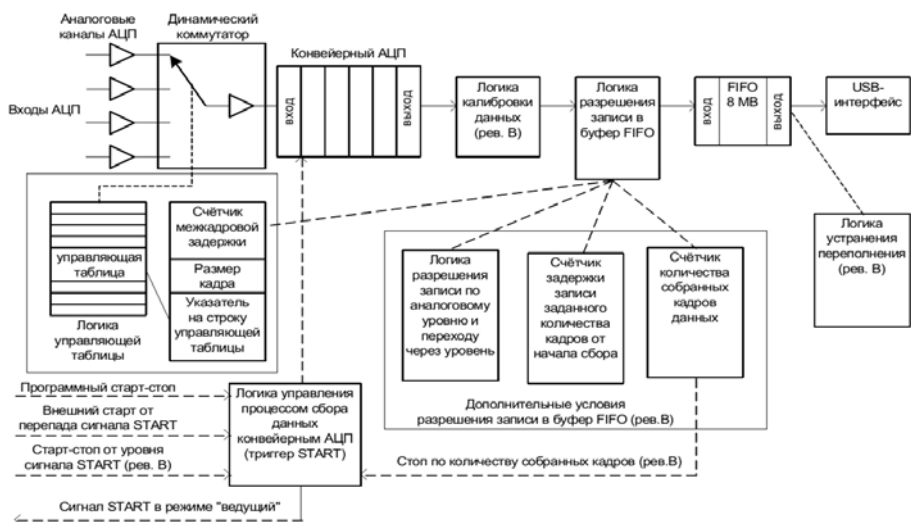 Аналоговые
каналы АЦП
Динамический
коммутатор
Конвейерный АЦП
Входы АЦП
ВХОД
ВЫХОД
Логика
калибровки
данных
(рев. В)
Логика
разрешения
записи в
буфер FIFO
ВХОД
FIFO
8 MB
ВЫХОД
USB-
интерфейс
управляющая
таблица
Логика
управляющей
таблицы
Счётчик
межкадровой
задержки
Размер
кадра
Указатель
на строку
управляющей
таблицы
Логика
разрешения
записи по
аналоговому
уровню и
переходу
через уровень
Счётчик
задержки
записи
заданного
количества
кадров от
начала сбора
Счётчик
количества
собранных
кадров
данных
Логика
устранения
переполнения
(рев. В)
Дополнительные условия
разрешения записи в буфер FIFO (рев.В)
Программный старт-стоп
Внешний старт от
перепада сигнала START
Старт-стоп от уровня
сигнала START (рев. В)
Логика управления
процессом сбора
данных
конвейерным АЦП
(триггер START)
Стоп по количеству собранных кадров (рев.В)
Сигнал START в режиме "ведущий"